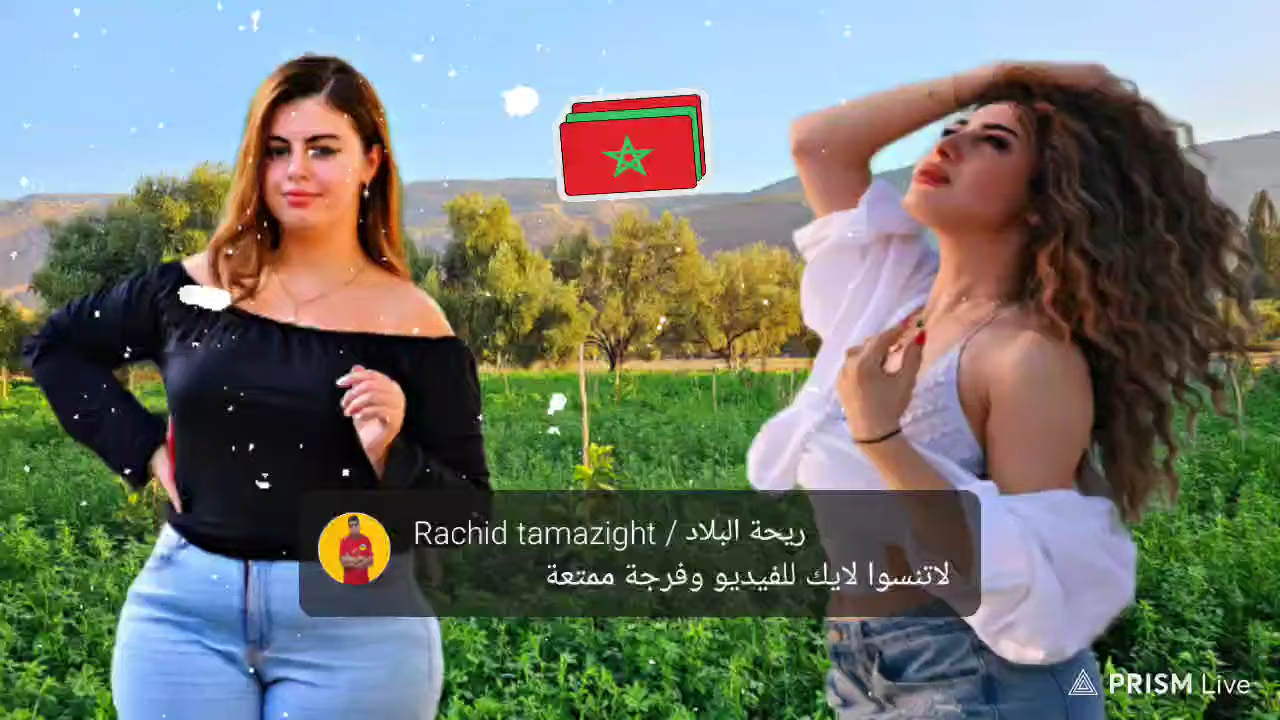 Rachid tamazight / ريحة البلاد
لاتنسوا لايك للفيديو وفرجة ممتعة
PRISM Live